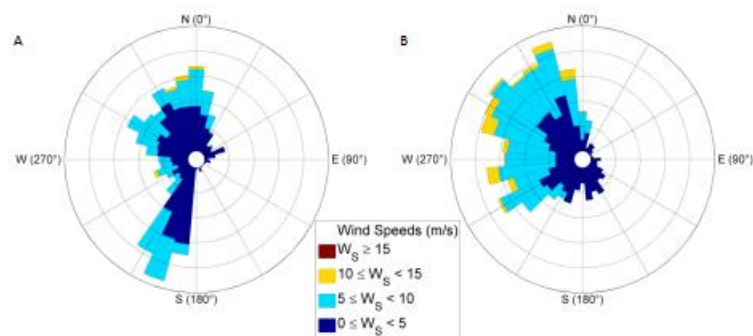 A
N (0°)
W (270°)
E (90°)
S (180°)
B
N (0°)
W (270°)
E (90°)
S (180°)
Wind Speeds (m/s)
W_S ≥ 15
10 ≤ W_S < 15
5 ≤ W_S < 10
0 ≤ W_S < 5